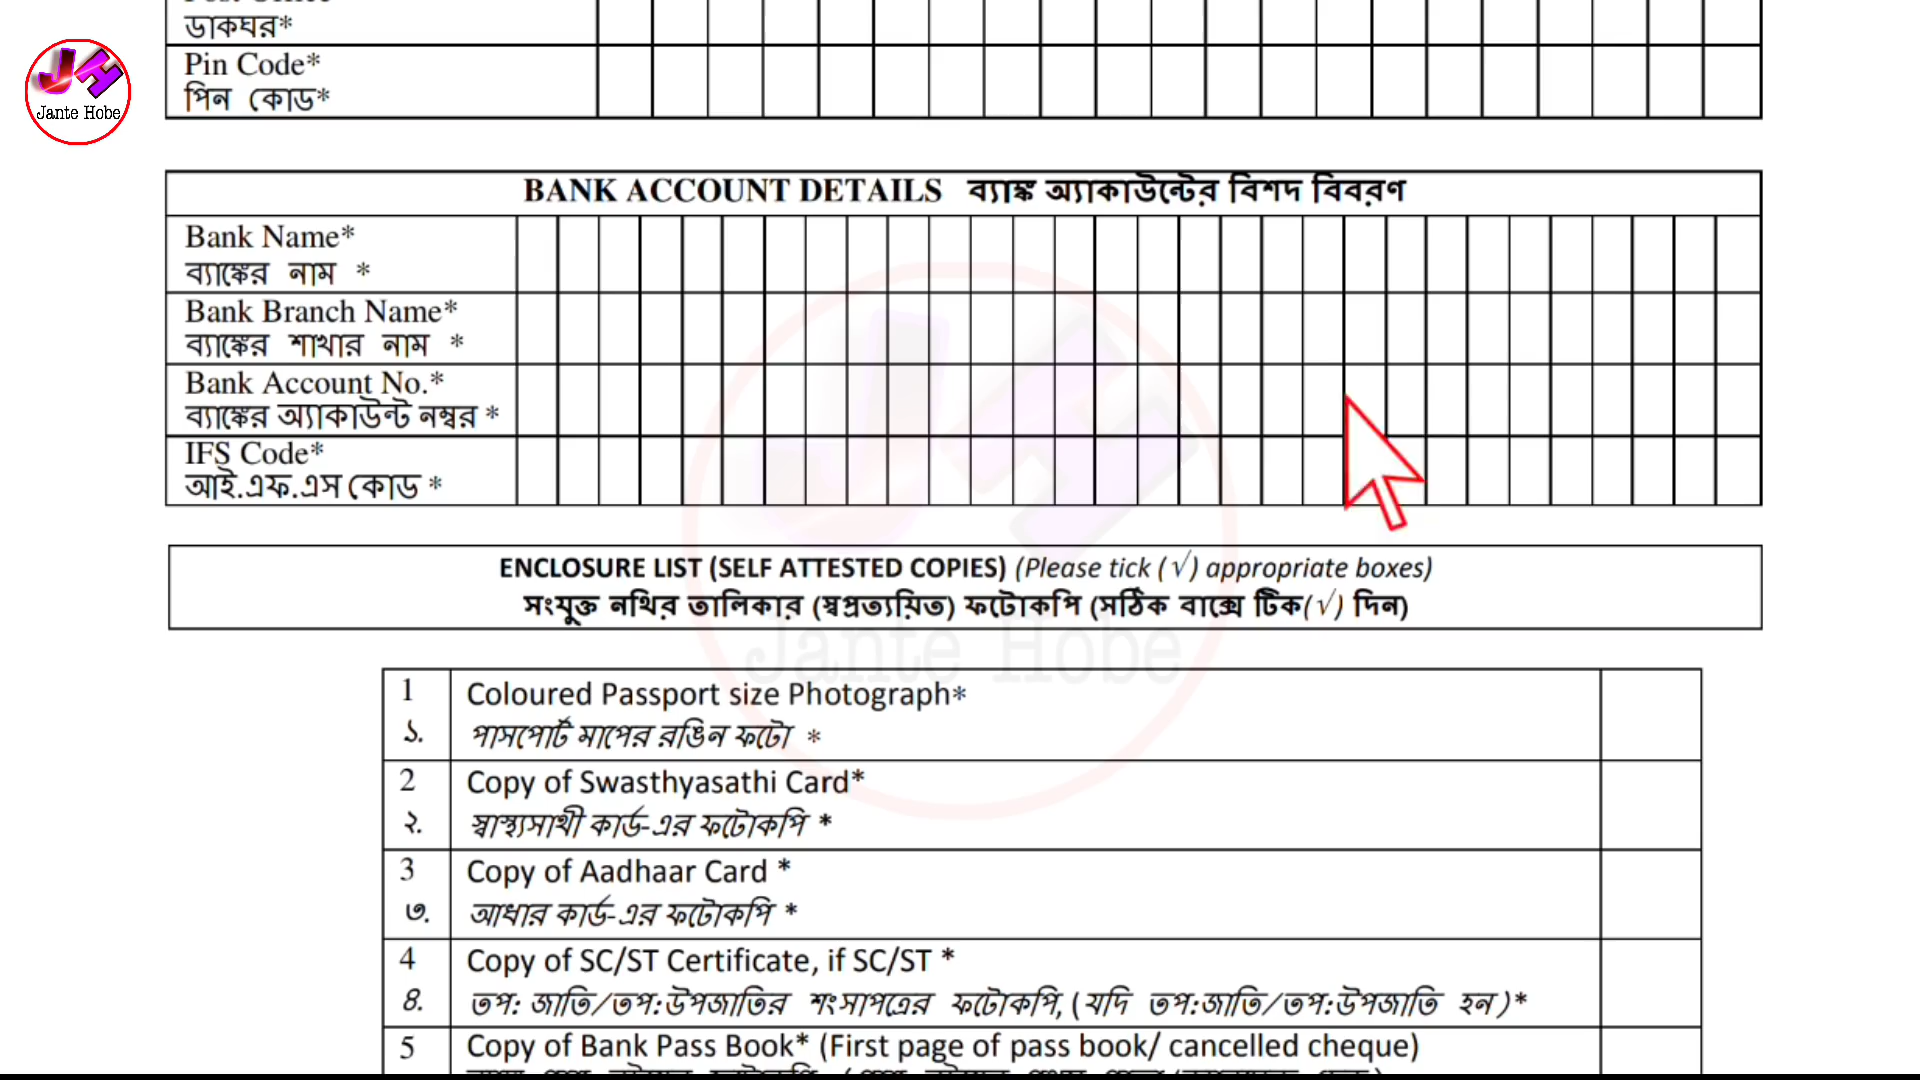 ডাকঘর*
Pin Code*
পিন কোড*
Jante Hobe
BANK ACCOUNT DETAILS ব্যাঙ্ক অ্যাকাউন্টের বিশদ বিবরণ
Bank Name*
ব্যাঙ্কের নাম *
Bank Branch Name*
ব্যাঙ্কের শাখার নাম *
Bank Account No.*
ব্যাঙ্কের অ্যাকাউন্ট নম্বর *
IFS Code*
আই.এফ.এস কোড *
ENCLOSURE LIST (SELF ATTESTED COPIES) (Please tick (√) appropriate boxes)
সংযুক্ত নথির তালিকার (স্বপ্রত্যয়িত) ফটোকপি (সঠিক বাক্সে টিক(√) দিন)
Jante Hobe
1 Coloured Passport size Photograph*
১. পাসপোর্ট মাপের রঙিন ফটো *
2 Copy of Swasthyasathi Card*
২. স্বাস্থ্যসাথী কার্ড-এর ফটোকপি *
3 Copy of Aadhaar Card *
৩. আধার কার্ড-এর ফটোকপি *
4 Copy of SC/ST Certificate, if SC/ST *
৪. তপ: জাতি/তপ:উপজাতির শংসাপত্রের ফটোকপি, (যদি তপ:জাতি/তপ:উপজাতি হন)*
5 Copy of Bank Pass Book* (First page of pass book/ cancelled cheque)